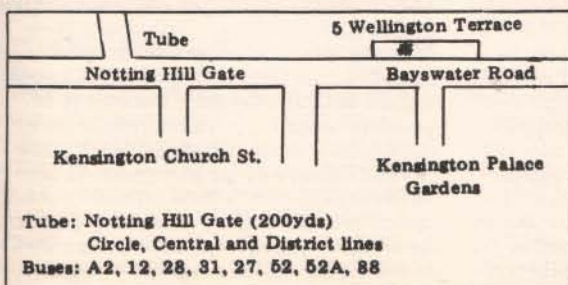 5 Wellington Terrace
Tube
Notting Hill Gate
Bayswater Road
Kensington Church St.
Kensington Palace
Gardens
Tube: Notting Hill Gate (200yds)
Circle, Central and District lines
Buses: A2, 12, 28, 31, 27, 52, 52A, 88